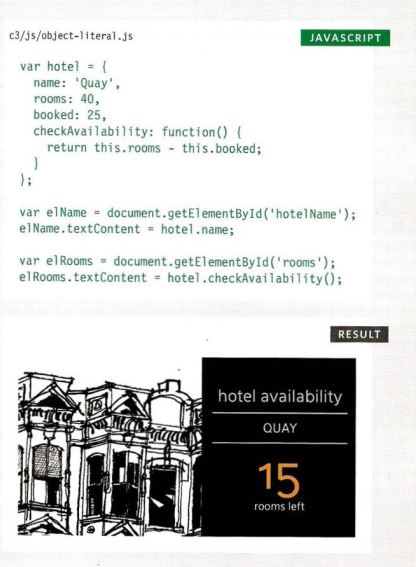 c3/js/object-literal.js
JAVASCRIPT
var hotel = {
name: 'Quay',
rooms: 40,
booked: 25,
checkAvailability: function() {
return this.rooms - this.booked;
}
};
var elName = document.getElementById('hotelName');
elName.textContent = hotel.name;
var elRooms = document.getElementById('rooms');
elRooms.textContent = hotel.checkAvailability();
RESULT
hotel availability
QUAY
15
rooms left